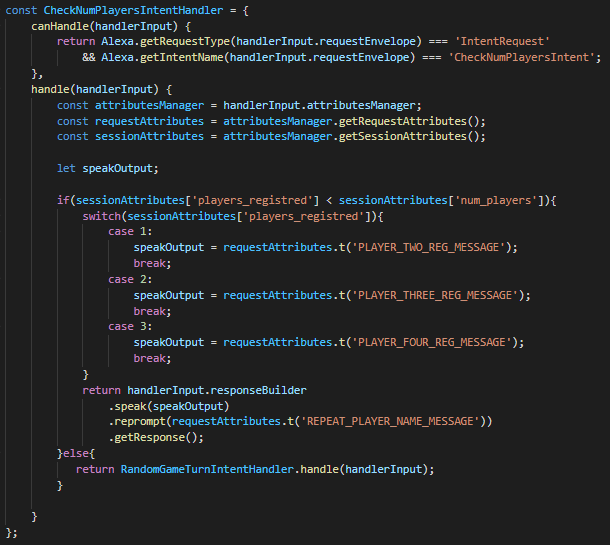 const CheckNumPlayersIntentHandler = {
    canHandle(handlerInput) {
        return Alexa.getRequestType(handlerInput.requestEnvelope) === 'IntentRequest'
            && Alexa.getIntentName(handlerInput.requestEnvelope) === 'CheckNumPlayersIntent';
    },
    handle(handlerInput) {
        const attributesManager = handlerInput.attributesManager;
        const requestAttributes = attributesManager.getRequestAttributes();
        const sessionAttributes = attributesManager.getSessionAttributes();

        let speakOutput;

        if(sessionAttributes['players_registred'] < sessionAttributes['num_players']){
            switch(sessionAttributes['players_registred']){
                case 1:
                    speakOutput = requestAttributes.t('PLAYER_TWO_REG_MESSAGE');
                    break;
                case 2:
                    speakOutput = requestAttributes.t('PLAYER_THREE_REG_MESSAGE');
                    break;
                case 3:
                    speakOutput = requestAttributes.t('PLAYER_FOUR_REG_MESSAGE');
                    break;
            }
            return handlerInput.responseBuilder
                .speak(speakOutput)
                .reprompt(requestAttributes.t('REPEAT_PLAYER_NAME_MESSAGE'))
                .getResponse();
        }else{
           return RandomGameTurnIntentHandler.handle(handlerInput);
        }

    }
};